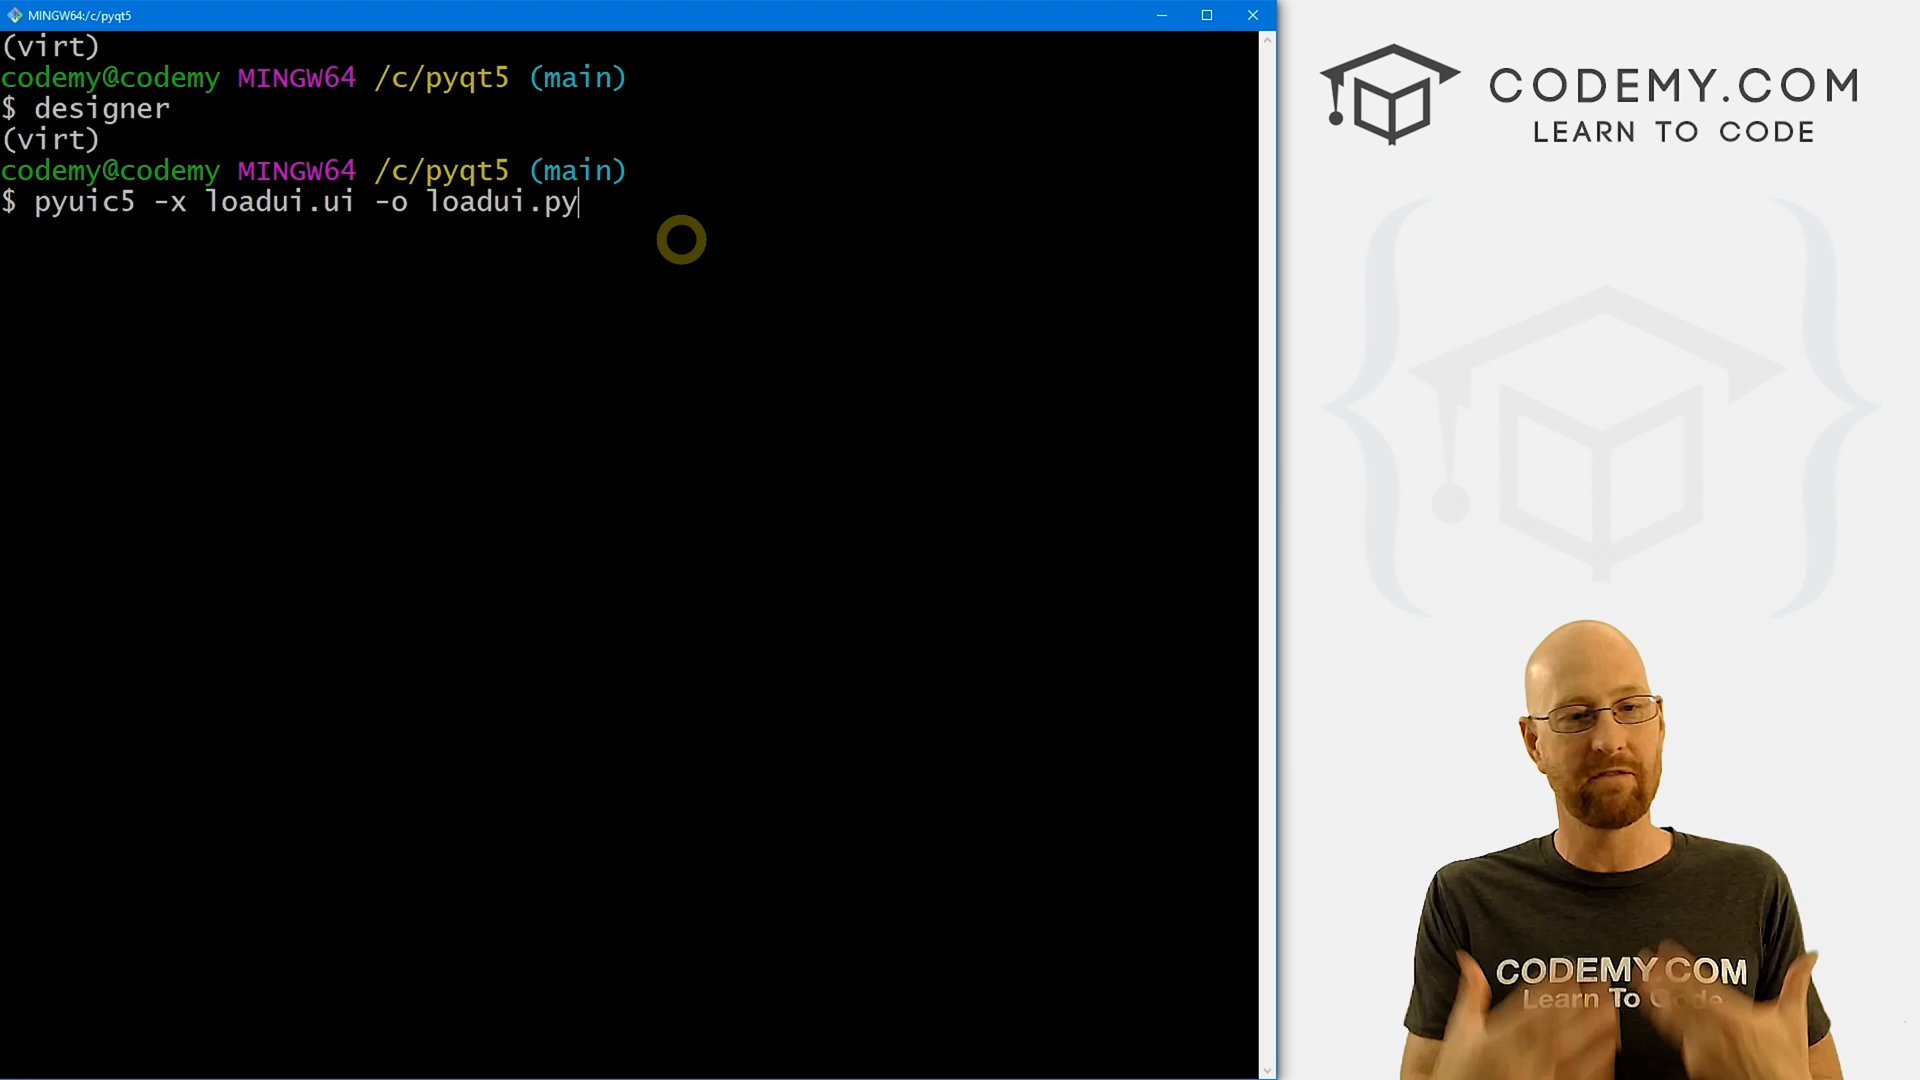 MINGW64:/c/pyqt5
(virt)
codemy@codemy MINGW64 /c/pyqt5 (main)
$ designer
(virt)
codemy@codemy MINGW64 /c/pyqt5 (main)
$ pyuic5 -x loadui.ui -o loadui.py
CODEMY.COM
LEARN TO CODE
CODEMY.COM
Learn To Code